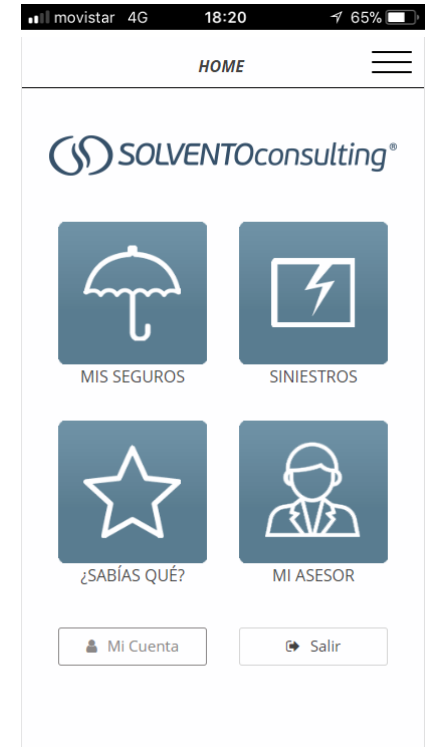 movistar 4G 18:20 65%
HOME
SOLVENTOconsulting®
MIS SEGUROS SINIESTROS
¿SABÍAS QUÉ? MI ASESOR
Mi Cuenta Salir